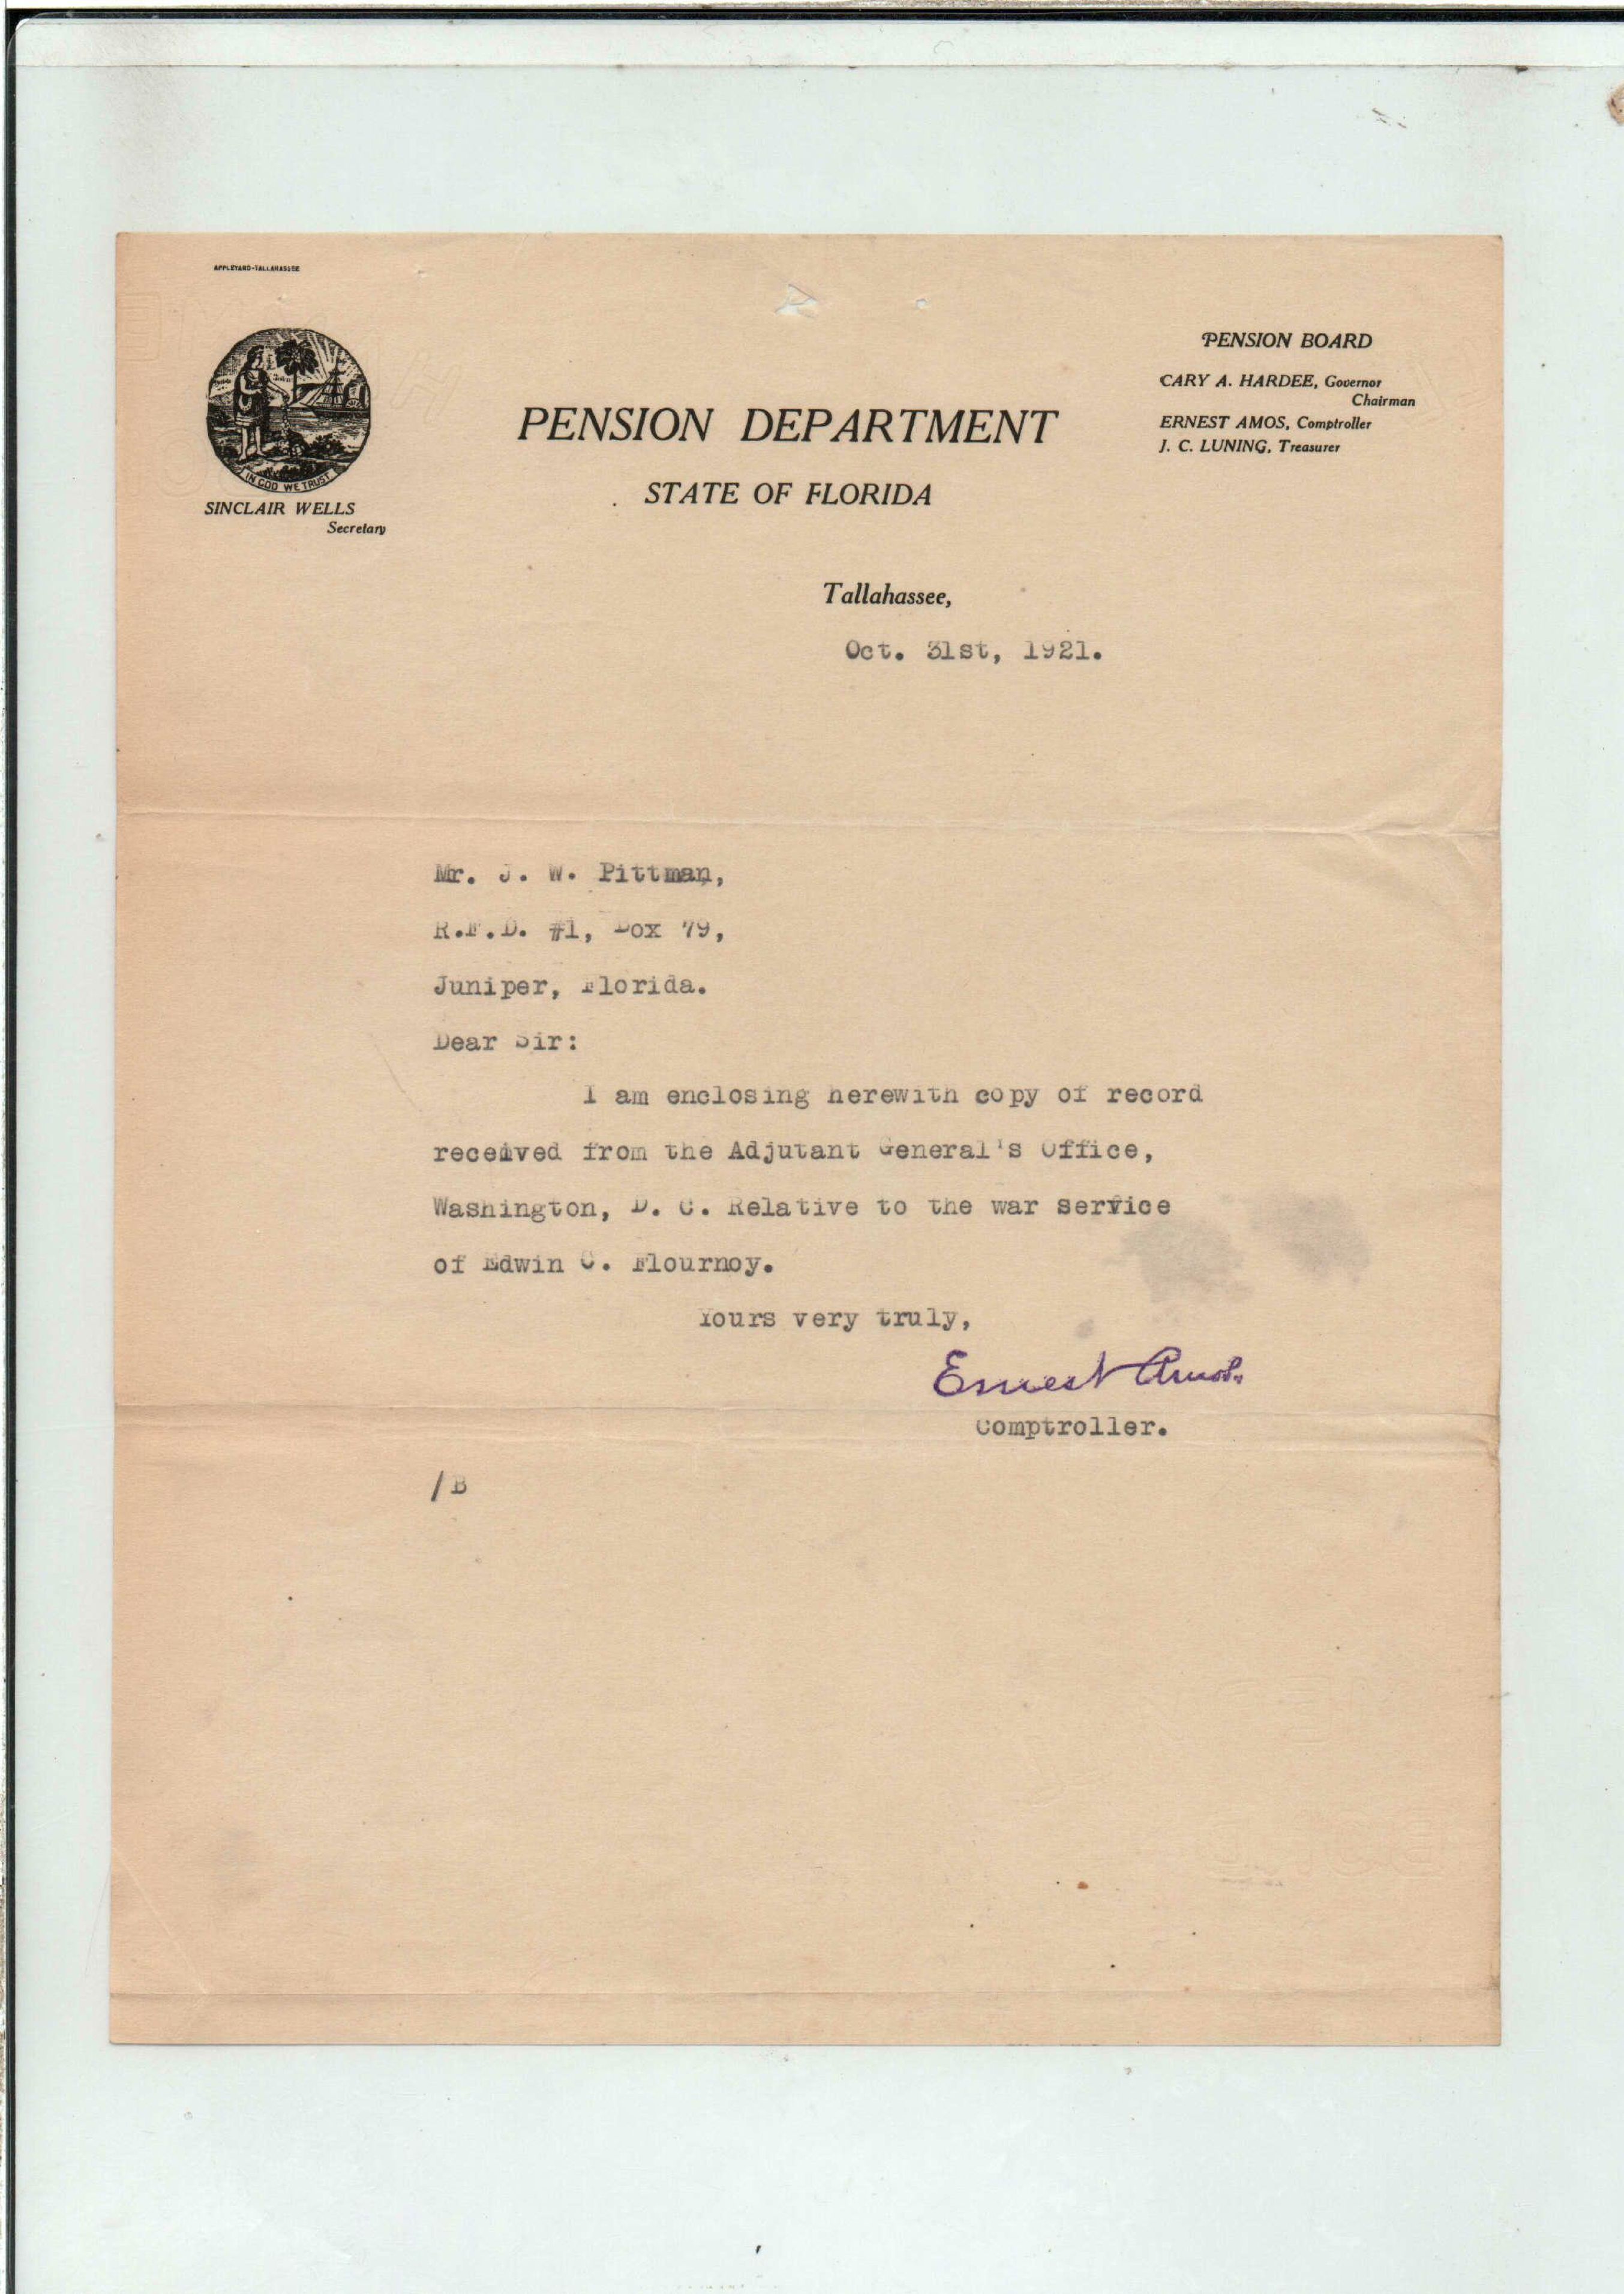 APPLEYARD-TALLAHASSEE
IN GOD WE TRUST
SINCLAIR WELLS
Secretary
PENSION DEPARTMENT
STATE OF FLORIDA
PENSION BOARD
CARY A. HARDEE, Governor
Chairman
ERNEST AMOS, Comptroller
J. C. LUNING, Treasurer
Tallahassee,
Oct. 31st, 1921.
Mr. J. W. Pittman,
R.F.D. #1, Box 79,
Juniper, Florida.
Dear Sir:
I am enclosing herewith copy of record
received from the Adjutant General's Office,
Washington, D. C. Relative to the war service
of Edwin C. Flournoy.
Yours very truly,
Ernest Amos
Comptroller.
/B